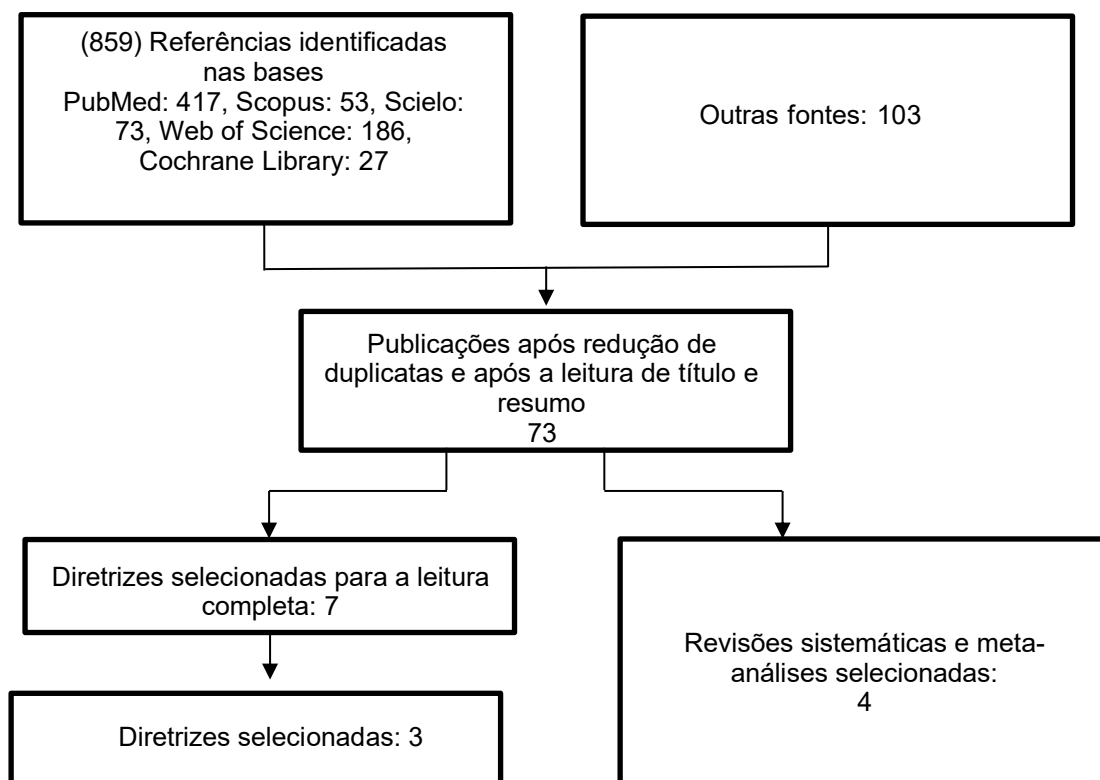 (859) Referências identificadas
nas bases
PubMed: 417, Scopus: 53, Scielo:
73, Web of Science: 186,
Cochrane Library: 27
Outras fontes: 103
Publicações após redução de
duplicatas e após a leitura de título e
resumo
73
Diretrizes selecionadas para a leitura
completa: 7
Revisões sistemáticas e meta-
análises selecionadas:
4
Diretrizes selecionadas: 3